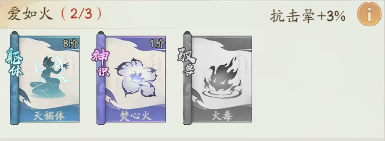 爱如火（2/3） 抗击晕+3%
躯体 8阶 天媚体
神识 1阶 焚心火
火毒